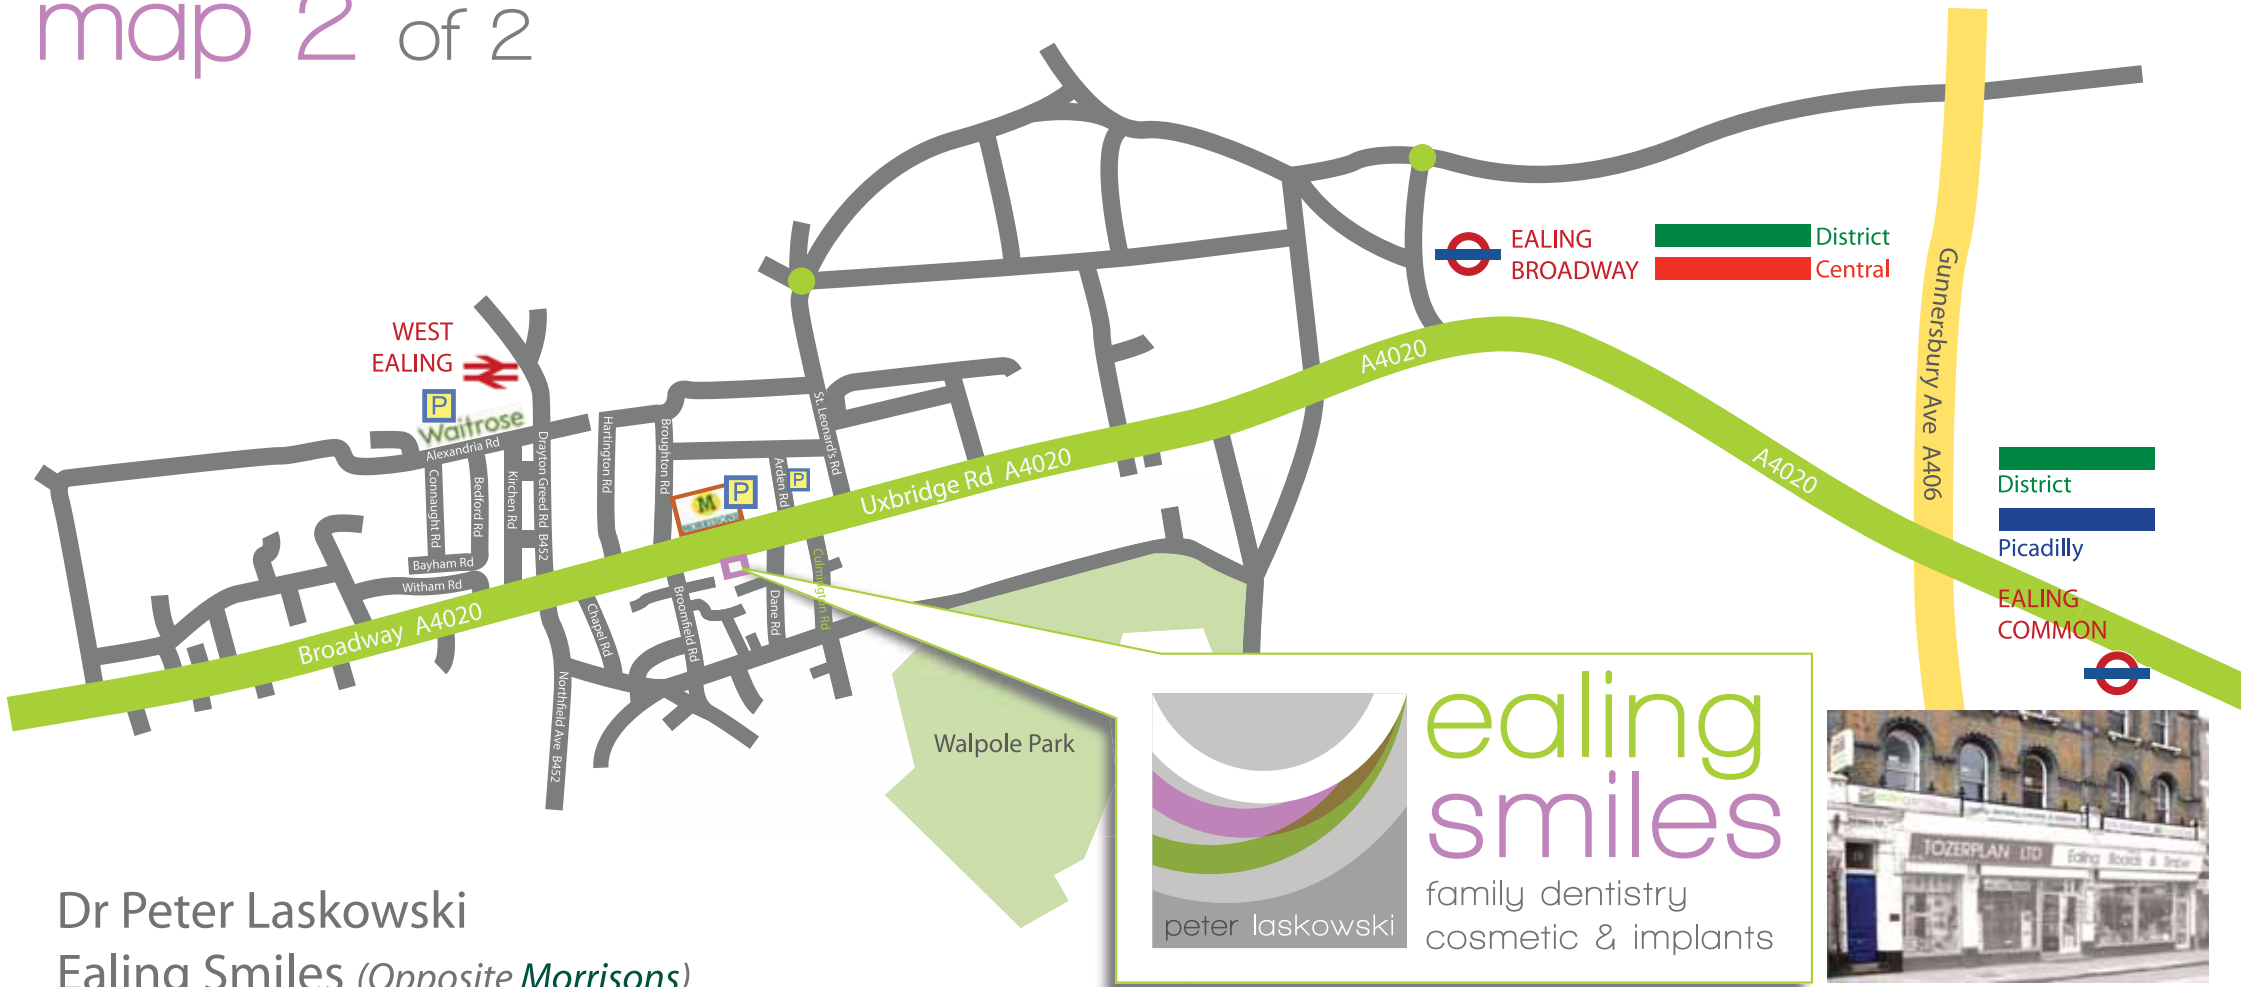 map 2 of 2
EALING
BROADWAY
District
Central
WEST
EALING
P
Waitrose
Alexandria Rd
Connaught Rd
Bedford Rd
Kirchen Rd
Drayton Greed Rd B452
Bayham Rd
Witham Rd
Hartington Rd
Broughton Rd
St. Leonard's Rd
Arden Rd
P
P
M
Culmington Rd
Dane Rd
Broomfield Rd
Chapel Rd
Northfield Ave B452
Broadway A4020
Uxbridge Rd A4020
A4020
A4020
Gunnersbury Ave A406
District
Picadilly
EALING
COMMON
Walpole Park
peter laskowski
ealing
smiles
family dentistry
cosmetic & implants
TOZERPLAN LTD
Dr Peter Laskowski
Ealing Smiles (Opposite Morrisons)